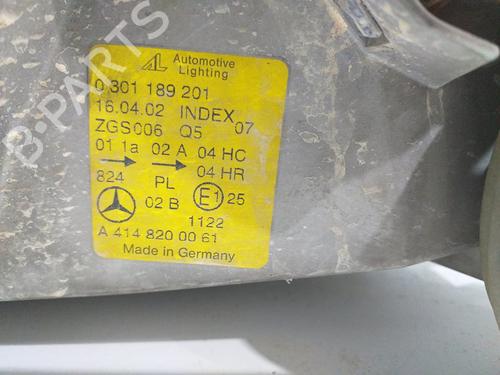 AL Automotive
Lighting
0 301 189 201
16.04.02 INDEX 07
ZGS006 Q5
01 1a 02 A 04 HC
04 HR
824 PL
02 B E1 25
1122
A 414 820 00 61
Made in Germany
B-Parts